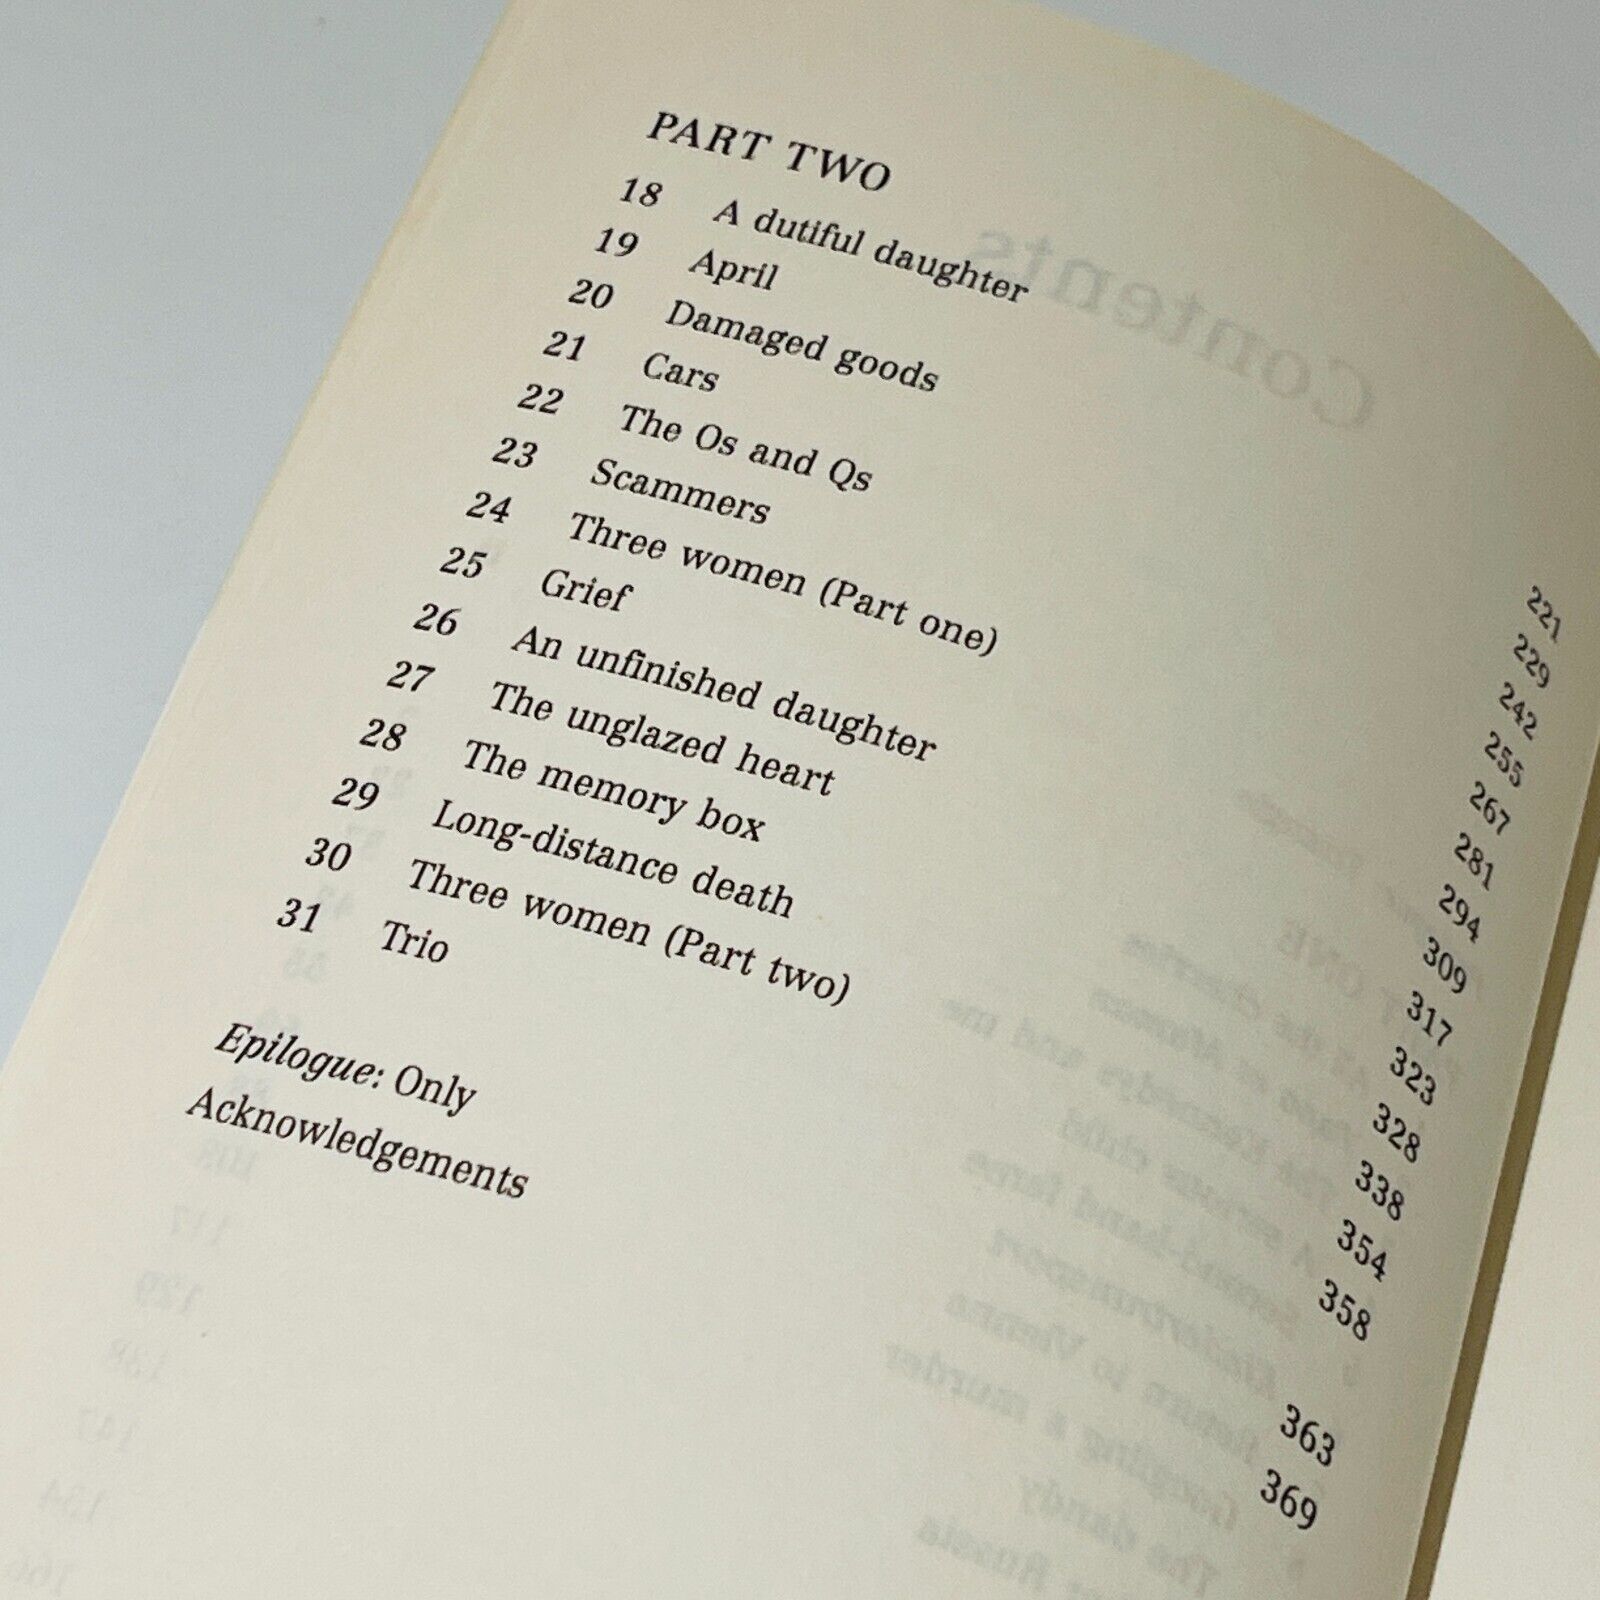 PART TWO
18 A dutiful daughter 221
19 April 229
20 Damaged goods 242
21 Cars 255
22 The Os and Qs 267
23 Scammers 281
24 Three women (Part one) 294
25 Grief 309
26 An unfinished daughter 317
27 The unglazed heart 323
28 The memory box 328
29 Long-distance death 338
30 Three women (Part two) 354
31 Trio 358
Epilogue: Only 363
Acknowledgements 369